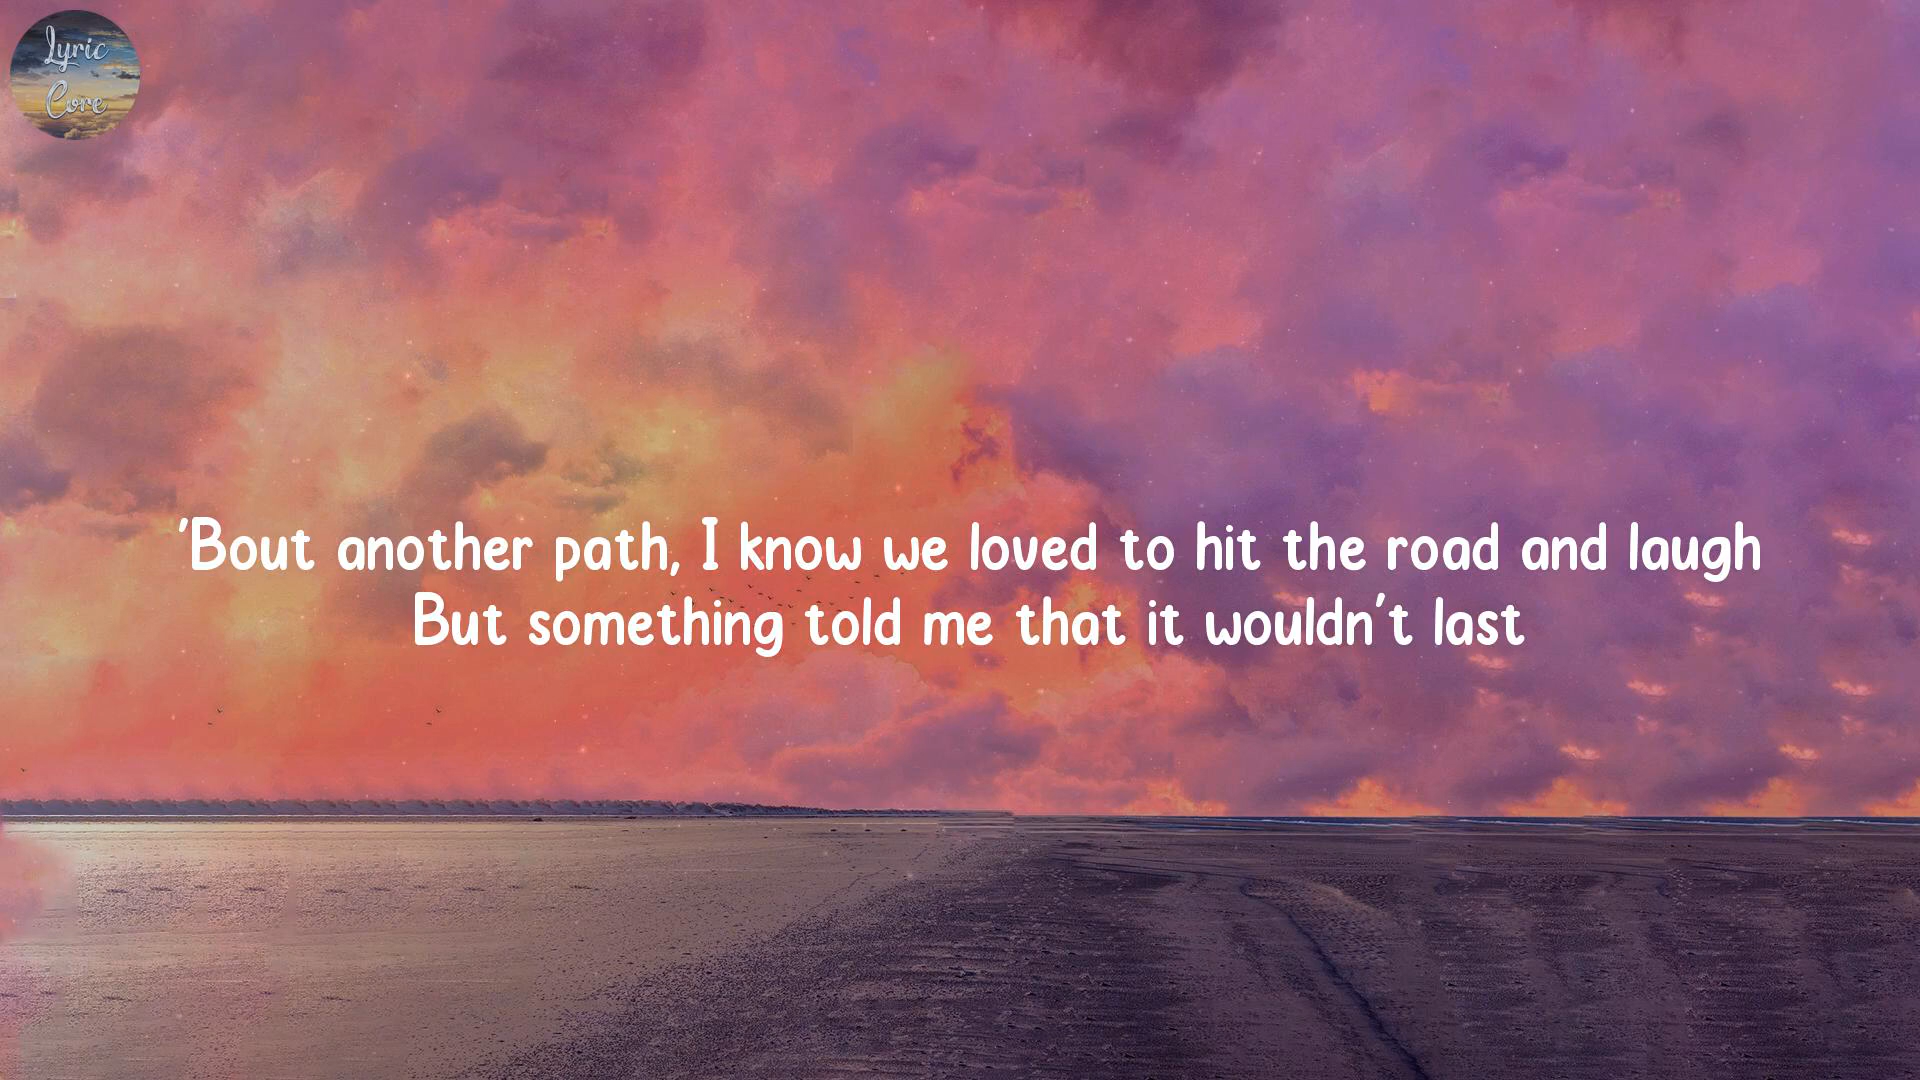 Lyric
Core
'Bout another path, I know we loved to hit the road and laugh
But something told me that it wouldn't last